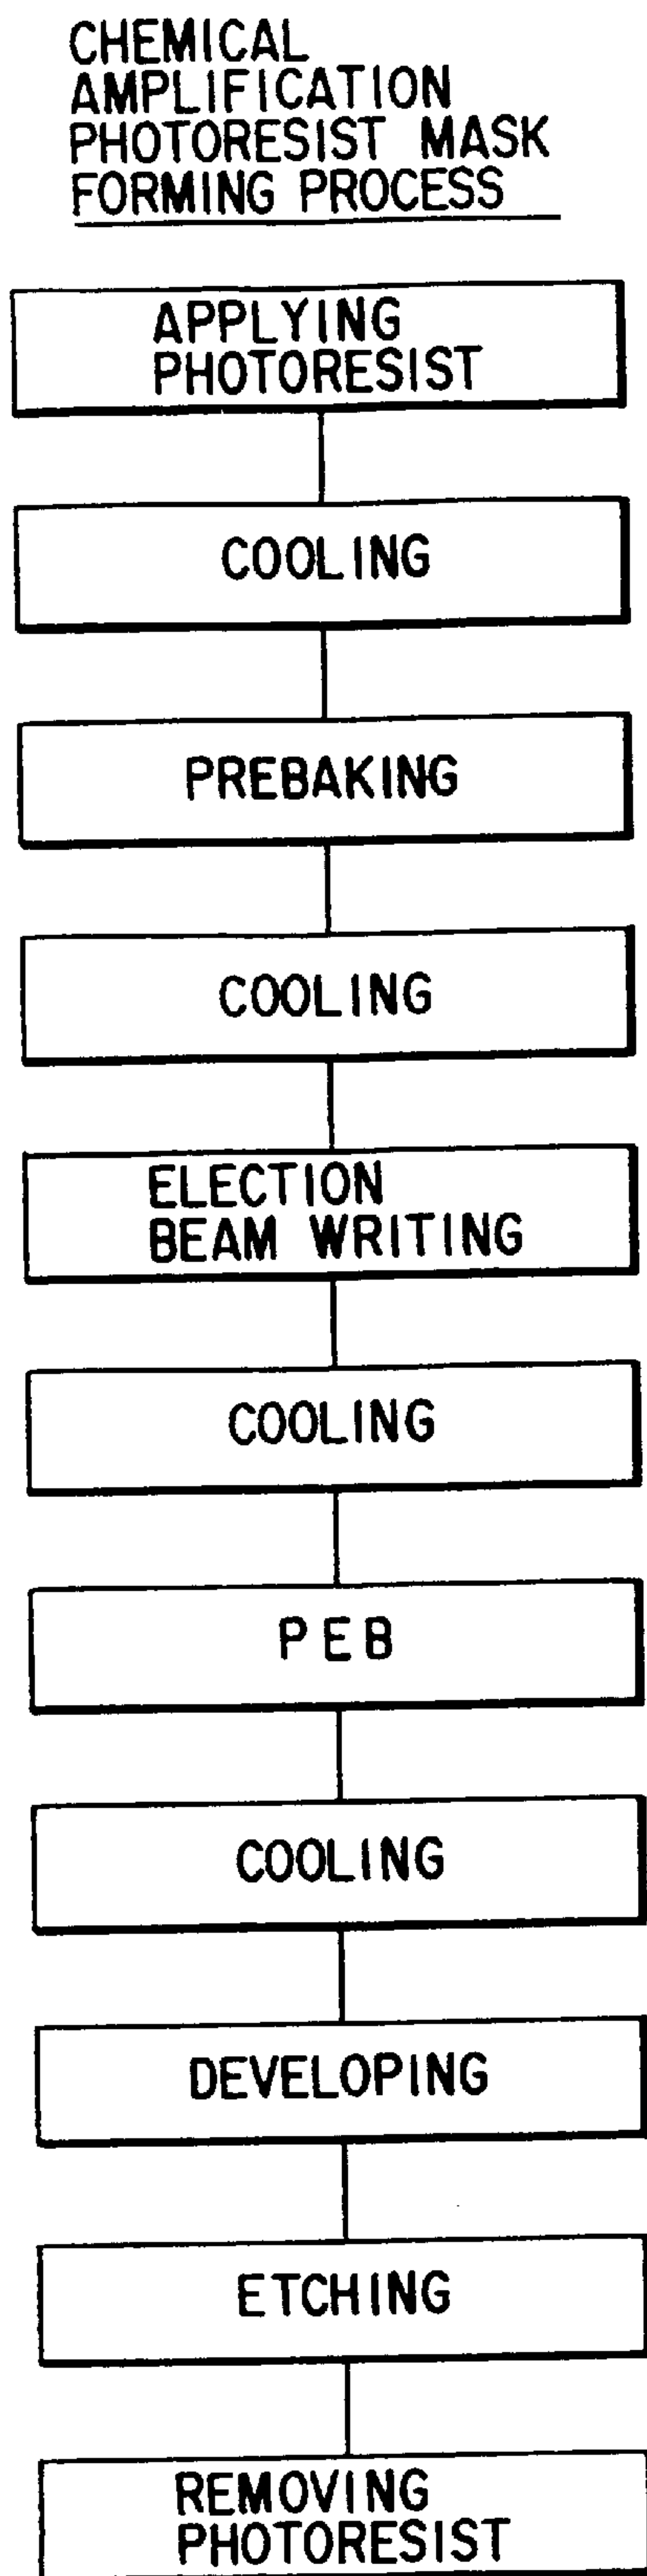 CHEMICAL
AMPLIFICATION
PHOTORESIST MASK
FORMING PROCESS
APPLYING
PHOTORESIST
COOLING
PREBAKING
COOLING
ELECTION
BEAM WRITING
COOLING
PEB
COOLING
DEVELOPING
ETCHING
REMOVING
PHOTORESIST